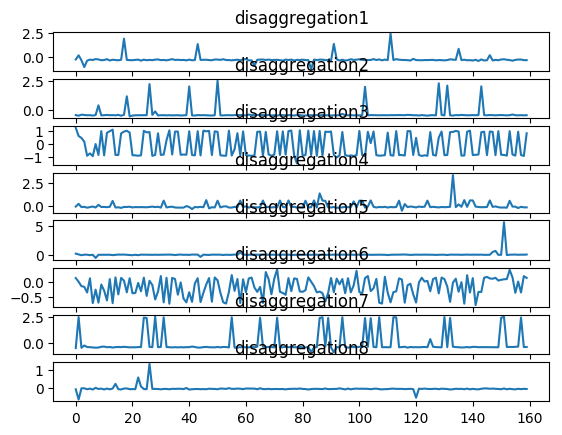 disaggregation1
2.5
0.0
disaggregation2
2.5
0.0
disaggregation3
1
0
−1
disaggregation4
2.5
0.0
disaggregation5
5
0
disaggregation6
0.0
−0.5
disaggregation7
2.5
0.0
disaggregation8
1
0
0 20 40 60 80 100 120 140 160